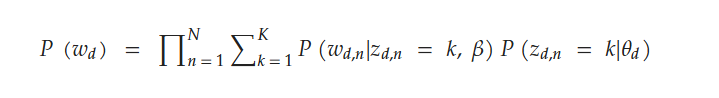 P (w_d) = ∏_{n=1}^{N} ∑_{k=1}^{K} P (w_{d,n}|z_{d,n} = k, β) P (z_{d,n} = k|θ_d)